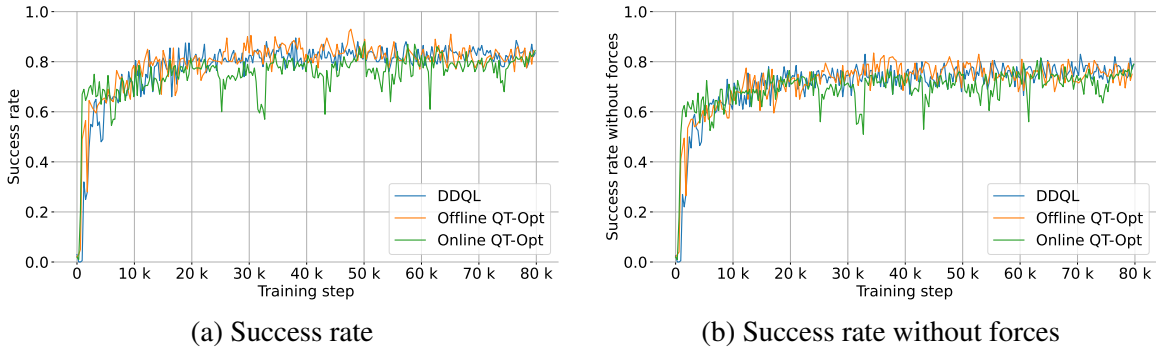 1.0
0.8
0.6
0.4
0.2
0.0
Success rate
0
10 k
20 k
30 k
40 k
50 k
60 k
70 k
80 k
Training step
DDQL
Offline QT-Opt
Online QT-Opt
(a) Success rate
1.0
0.8
0.6
0.4
0.2
0.0
Success rate without forces
0
10 k
20 k
30 k
40 k
50 k
60 k
70 k
80 k
Training step
DDQL
Offline QT-Opt
Online QT-Opt
(b) Success rate without forces